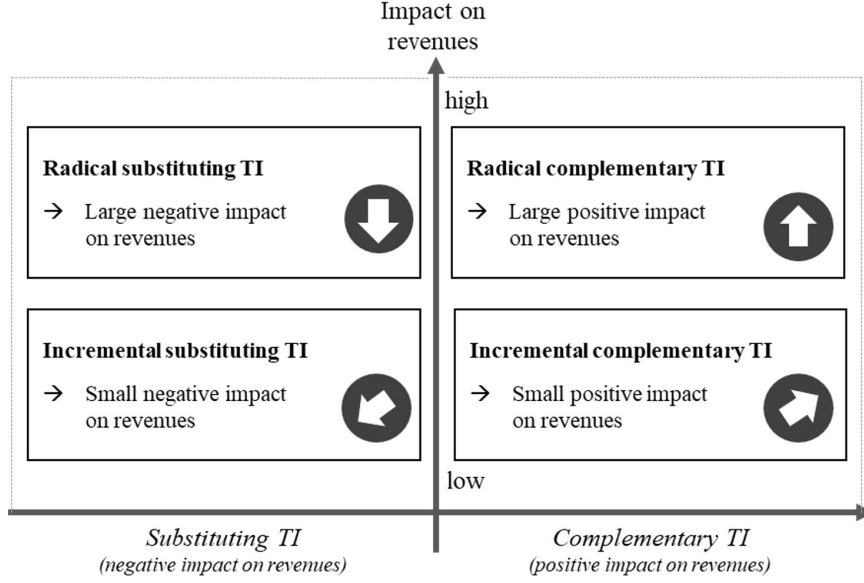 Impact on
revenues
high
Radical substituting TI
→ Large negative impact
on revenues
Radical complementary TI
→ Large positive impact
on revenues
Incremental substituting TI
→ Small negative impact
on revenues
Incremental complementary TI
→ Small positive impact
on revenues
low
Substituting TI
(negative impact on revenues)
Complementary TI
(positive impact on revenues)